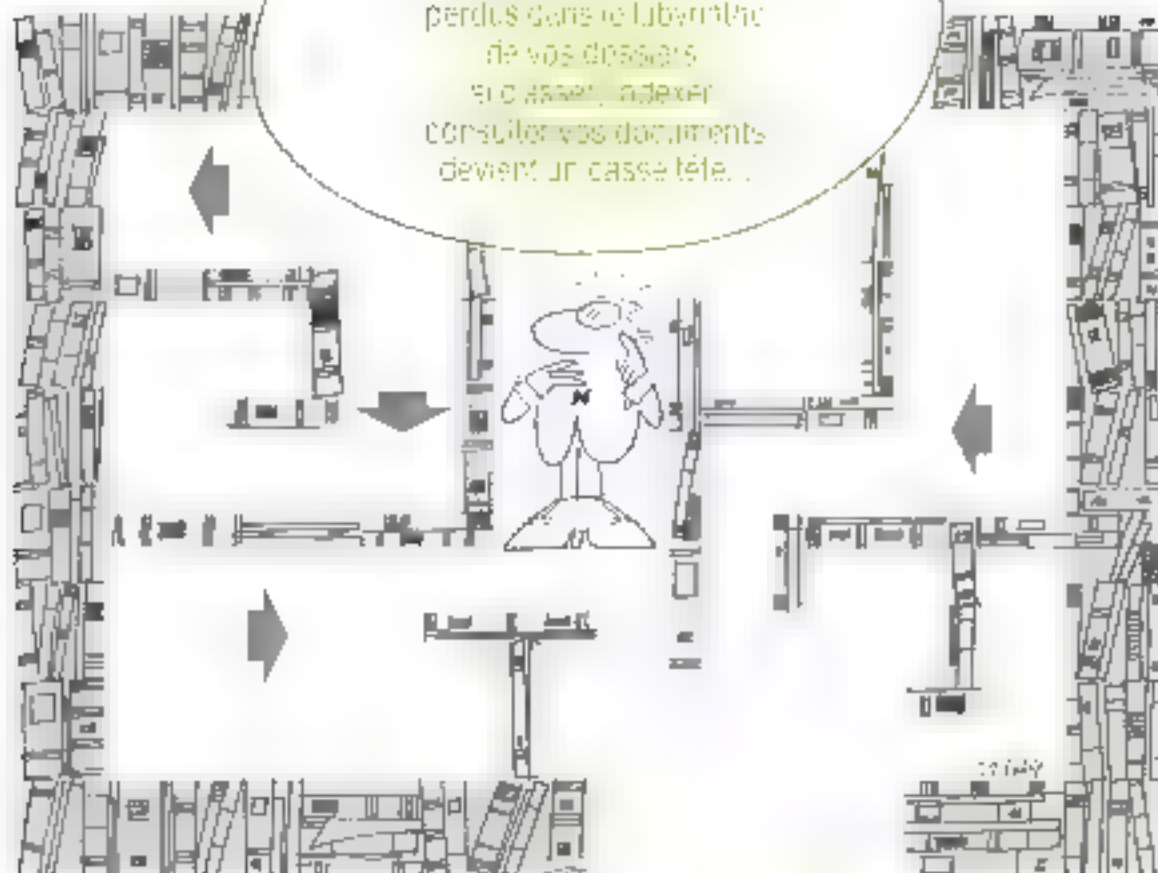 perdus dans le labyrinthe
de vos dossiers
si classer, indexer
consulter vos documents
devient un casse tête...